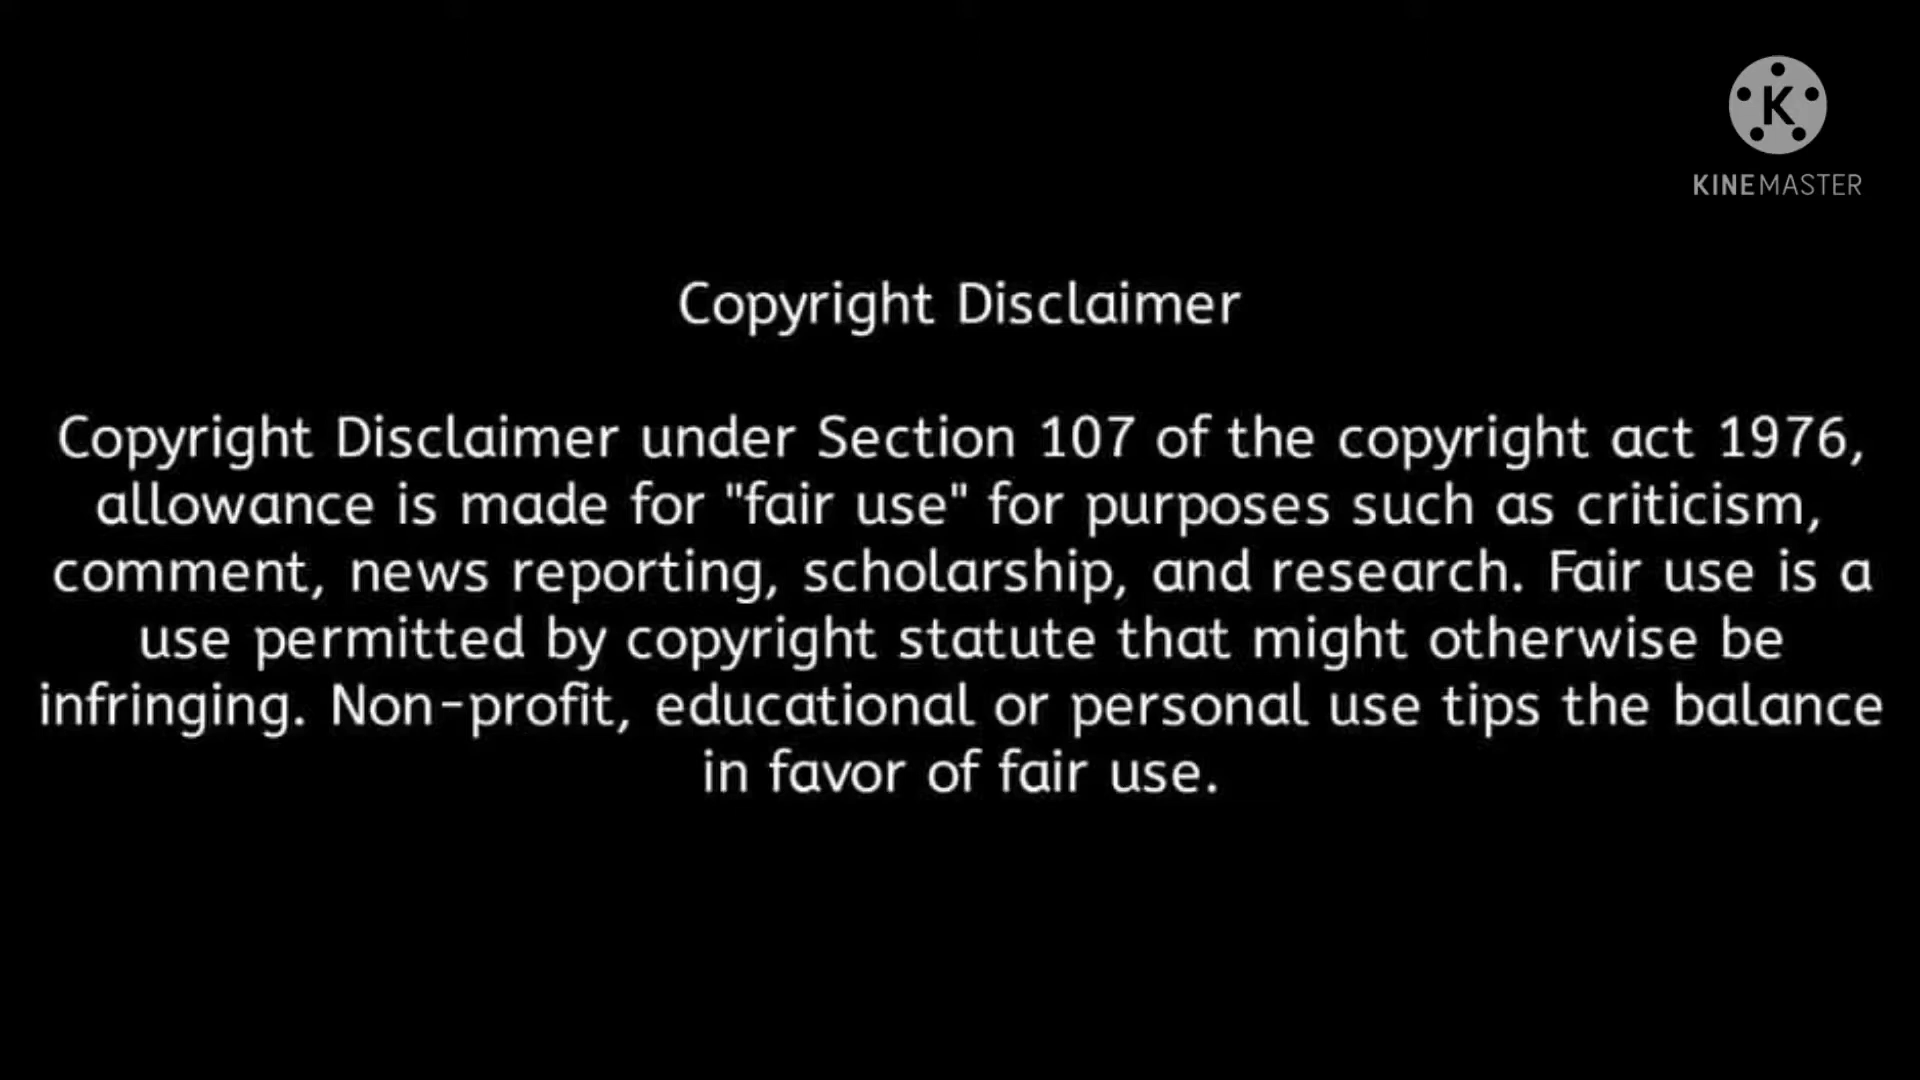 K
KINEMASTER
Copyright Disclaimer
Copyright Disclaimer under Section 107 of the copyright act 1976,
allowance is made for "fair use" for purposes such as criticism,
comment, news reporting, scholarship, and research. Fair use is a
use permitted by copyright statute that might otherwise be
infringing. Non-profit, educational or personal use tips the balance
in favor of fair use.